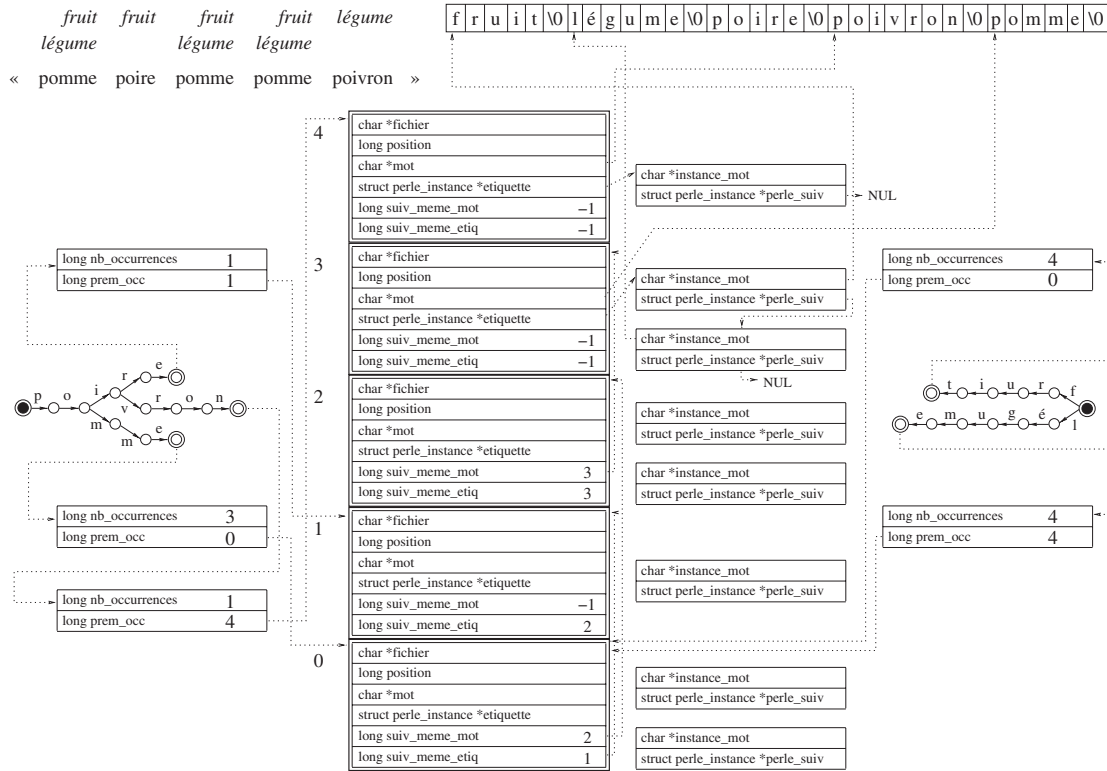 fruit fruit fruit fruit légume
légume légume légume
« pomme poire pomme pomme poivron »
f r u i t \0 l é g u m e \0 p o i r e \0 p o i v r o n \0 p o m m e \0
4
char *fichier
long position
char *mot
struct perle_instance *etiquette
long suiv_meme_mot −1
long suiv_meme_etiq −1
char *instance_mot
struct perle_instance *perle_suiv
NUL
3
char *fichier
long position
char *mot
struct perle_instance *etiquette
long suiv_meme_mot −1
long suiv_meme_etiq −1
char *instance_mot
struct perle_instance *perle_suiv
char *instance_mot
struct perle_instance *perle_suiv
NUL
long nb_occurrences 1
long prem_occ 1
long nb_occurrences 4
long prem_occ 0
p o i r e
v r o n
m m e
t i u r f
e m u g é l
2
char *fichier
long position
char *mot
struct perle_instance *etiquette
long suiv_meme_mot 3
long suiv_meme_etiq 3
char *instance_mot
struct perle_instance *perle_suiv
char *instance_mot
struct perle_instance *perle_suiv
long nb_occurrences 3
long prem_occ 0
long nb_occurrences 4
long prem_occ 4
1
char *fichier
long position
char *mot
struct perle_instance *etiquette
long suiv_meme_mot −1
long suiv_meme_etiq 2
char *instance_mot
struct perle_instance *perle_suiv
long nb_occurrences 1
long prem_occ 4
0
char *fichier
long position
char *mot
struct perle_instance *etiquette
long suiv_meme_mot 2
long suiv_meme_etiq 1
char *instance_mot
struct perle_instance *perle_suiv
char *instance_mot
struct perle_instance *perle_suiv